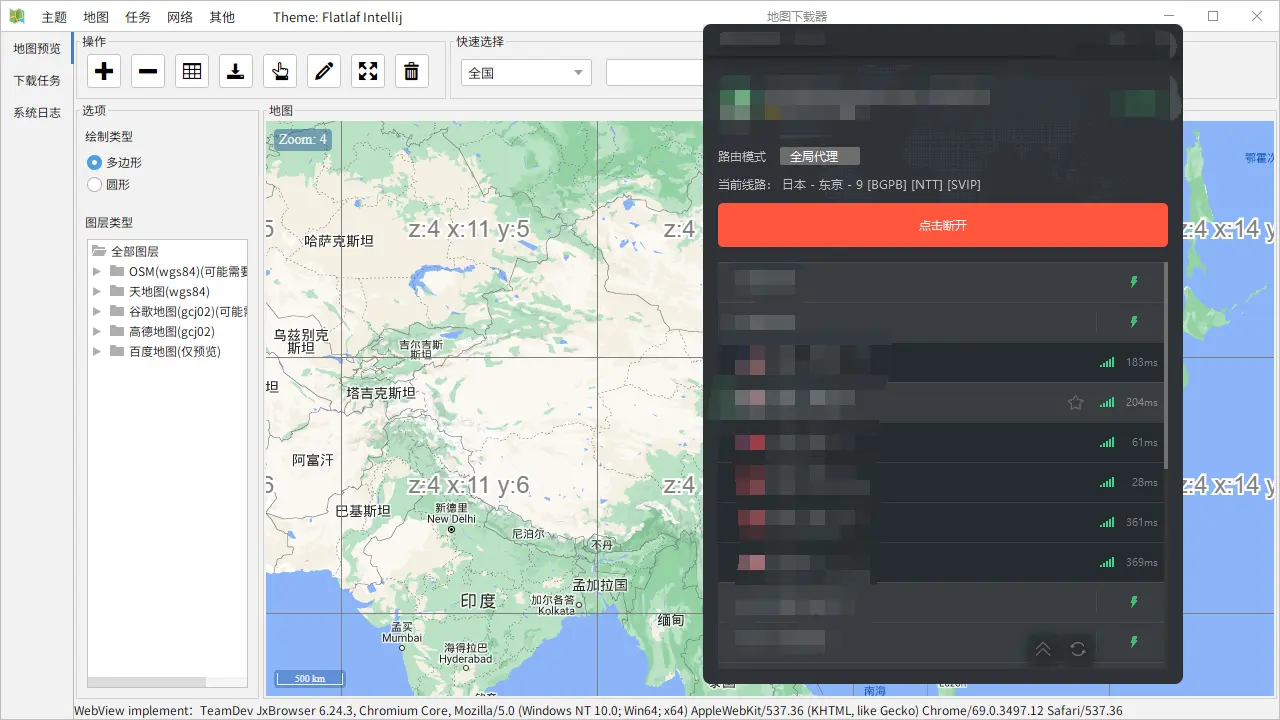 主题 地图 任务 网络 其他 Theme: Flatlaf Intellij
地图下载器
地图预览
下载任务
系统日志
操作
快速选择
全国
选项
绘制类型
多边形
圆形
图层类型
全部图层
OSM(wgs84)(可能需要
天地图(wgs84)
谷歌地图(gcj02)(可能需
高德地图(gcj02)
百度地图(仅预览)
地图
Zoom: 4
5
z:4 x:11 y:5
z:4
z:4 x:14 y
鄂霍次
哈萨克斯坦
乌兹别克
斯坦
吉尔吉斯
斯坦
坦
塔吉克斯坦
阿富汗
6
z:4 x:11 y:6
z:4
z:4 x:14 y
巴基斯坦
新德里
New Delhi
尼泊尔
不丹
孟加拉国
印度
加尔各答
Kolkata
缅甸
孟买
Mumbai
海得拉巴
Hyderabad
500 km
南海
Luzon
路由模式 全局代理
当前线路： 日本 - 东京 - 9 [BGPB] [NTT] [SVIP]
点击断开
183ms
204ms
61ms
28ms
361ms
369ms
WebView implement： TeamDev JxBrowser 6.24.3, Chromium Core, Mozilla/5.0 (Windows NT 10.0; Win64; x64) AppleWebKit/537.36 (KHTML, like Gecko) Chrome/69.0.3497.12 Safari/537.36